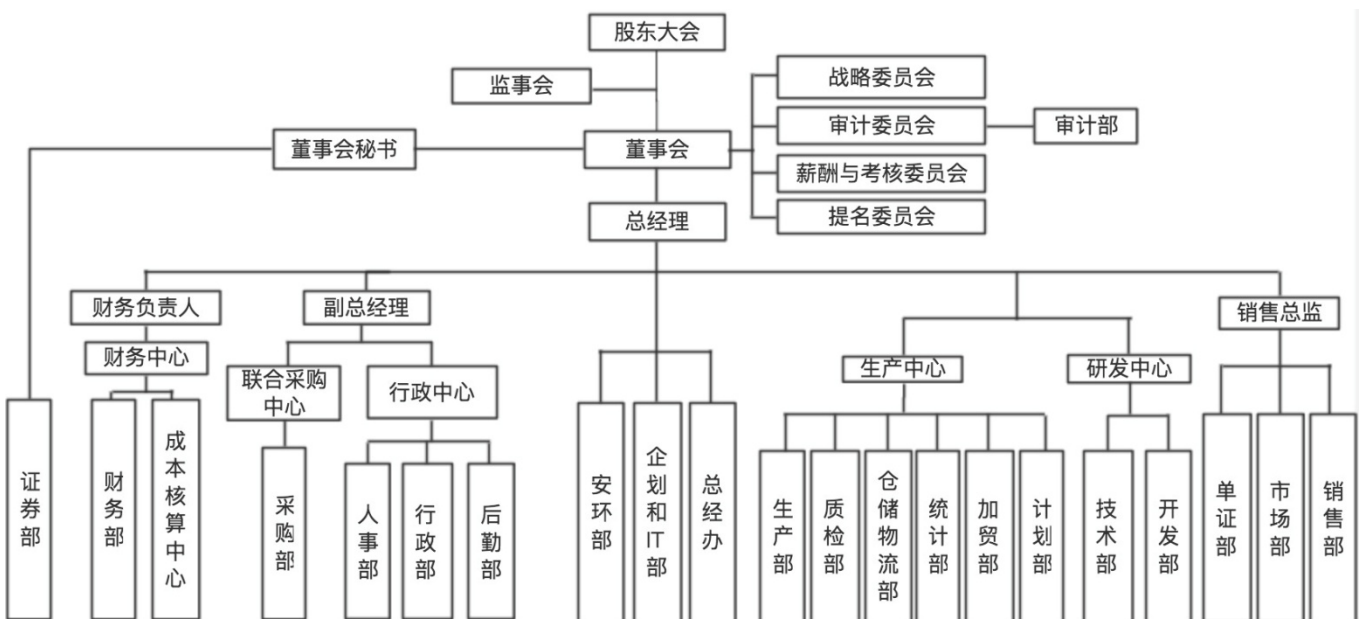 股东大会
监事会
战略委员会
审计委员会
审计部
董事会秘书
董事会
薪酬与考核委员会
提名委员会
总经理
财务负责人
副总经理
销售总监
财务中心
联合采购
中心
行政中心
生产中心
研发中心
证券部
财务部
成本核算中心
采购部
人事部
行政部
后勤部
安环部
企划和IT部
总经办
生产部
质检部
仓储物流部
统计部
加贸部
计划部
技术部
开发部
单证部
市场部
销售部